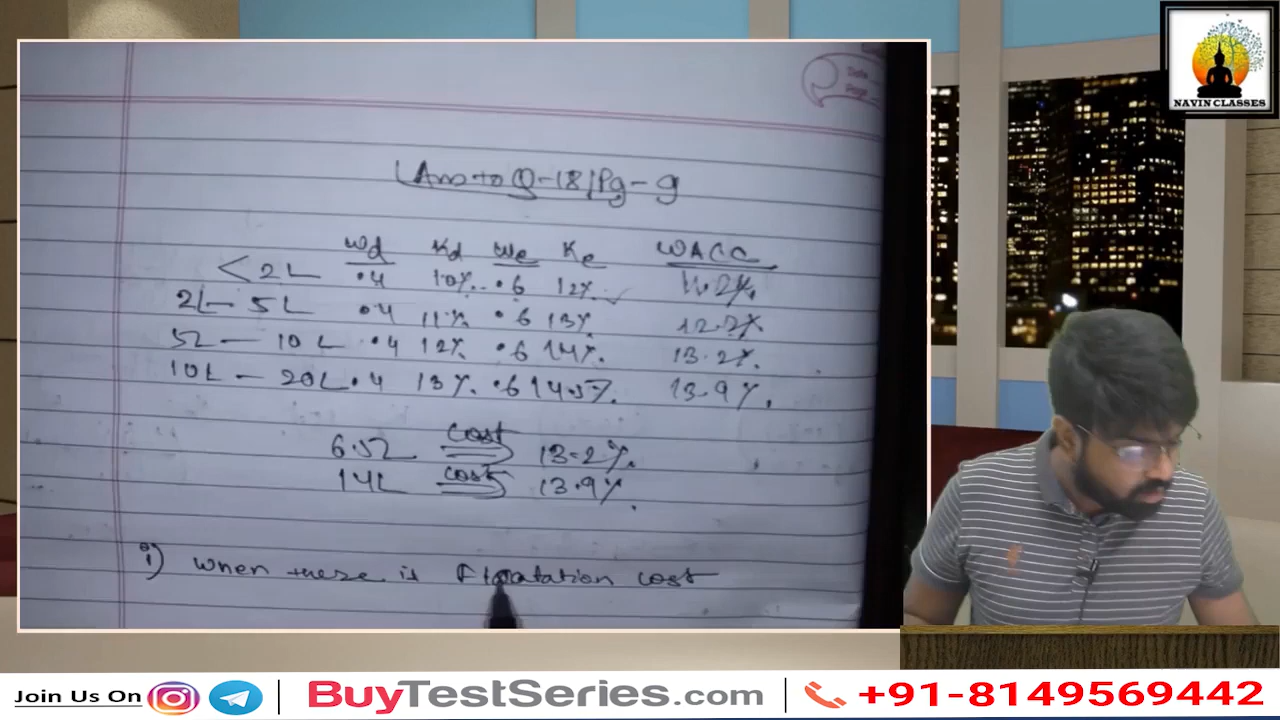 Date
Page
Ans to Q-18/Pg-9
Wd Kd We Ke WACC
< 2L .4 10% .6 12% 11.2%
2L - 5L .4 11% .6 13% 12.2%
5L - 10L .4 12% .6 14% 13.2%
10L - 20L .4 13% .6 14.5% 13.9%
6.5L cost 13.2%
14L cost 13.9%
i) when there is floatation cost
NAVIN CLASSES
Join Us On BuyTestSeries.com +91-8149569442